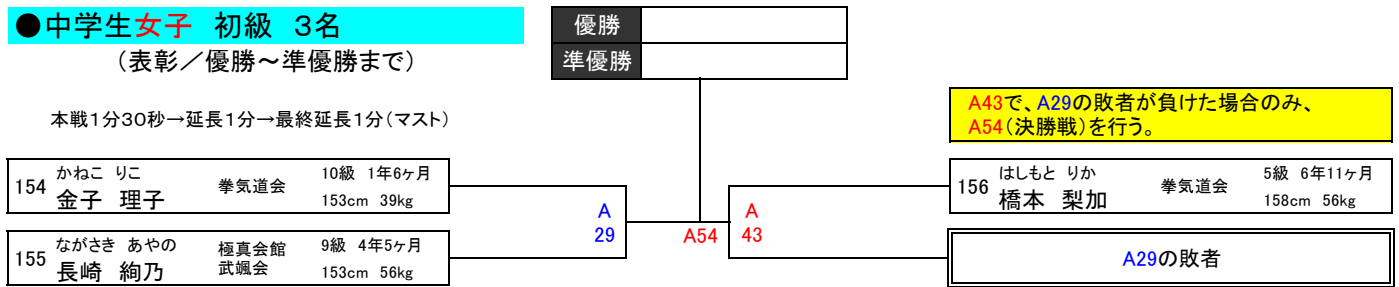 ●中学生女子　初級　3名
（表彰／優勝～準優勝まで）
優勝
準優勝
本戦1分30秒→延長1分→最終延長1分（マスト）
A43で、A29の敗者が負けた場合のみ、
A54（決勝戦）を行う。
154
かねこ　りこ
金子　理子
拳気道会
10級　1年6ヶ月
153cm　39kg
155
ながさき　あやの
長崎　絢乃
極真会館
武颯会
9級　4年5ヶ月
153cm　56kg
A
29
A54
A
43
156
はしもと　りか
橋本　梨加
拳気道会
5級　6年11ヶ月
158cm　56kg
A29の敗者